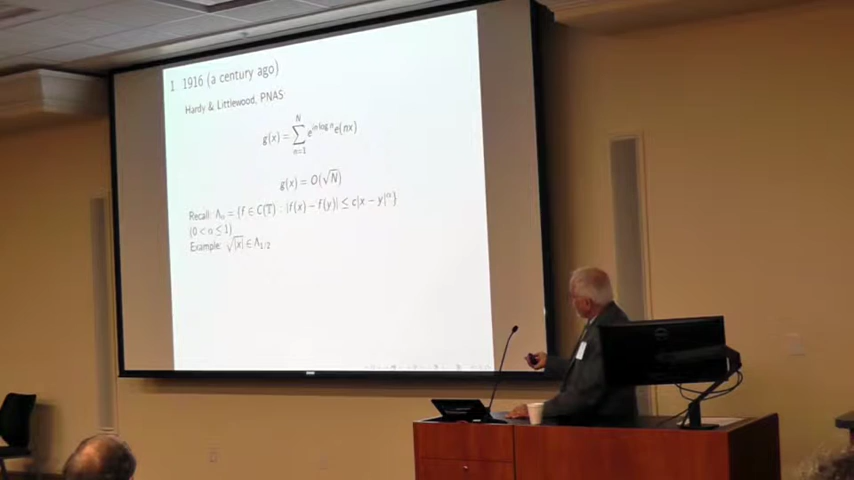 1 1916 (a century ago)
Hardy & Littlewood, PNAS
g(x) = ∑_{n=1}^{N} e^{in log n} e(nx)
g(x) = O(√N)
Recall: Λ_α = {f ∈ C(𝕋) : |f(x) − f(y)| ≤ c|x − y|^α}
(0 < α ≤ 1)
Example: √|x| ∈ Λ_{1/2}